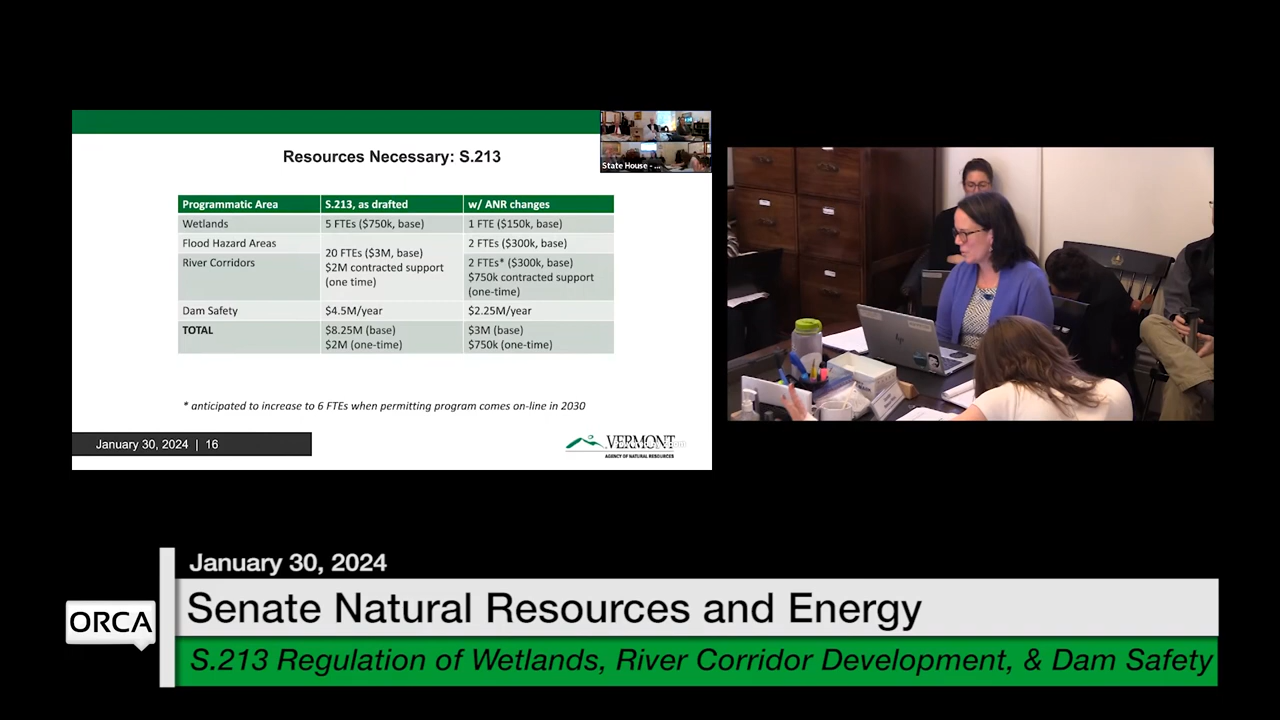 Resources Necessary: S.213
State House - ...
Programmatic Area S.213, as drafted w/ ANR changes
Wetlands 5 FTEs ($750k, base) 1 FTE ($150k, base)
Flood Hazard Areas 20 FTEs ($3M, base) $2M contracted support (one time) 2 FTEs ($300k, base)
River Corridors 2 FTEs* ($300k, base) $750k contracted support (one-time)
Dam Safety $4.5M/year $2.25M/year
TOTAL $8.25M (base) $2M (one-time) $3M (base) $750k (one-time)
* anticipated to increase to 6 FTEs when permitting program comes on-line in 2030
January 30, 2024 | 16
VERMONT
AGENCY OF NATURAL RESOURCES
January 30, 2024
ORCA
Senate Natural Resources and Energy
S.213 Regulation of Wetlands, River Corridor Development, & Dam Safety